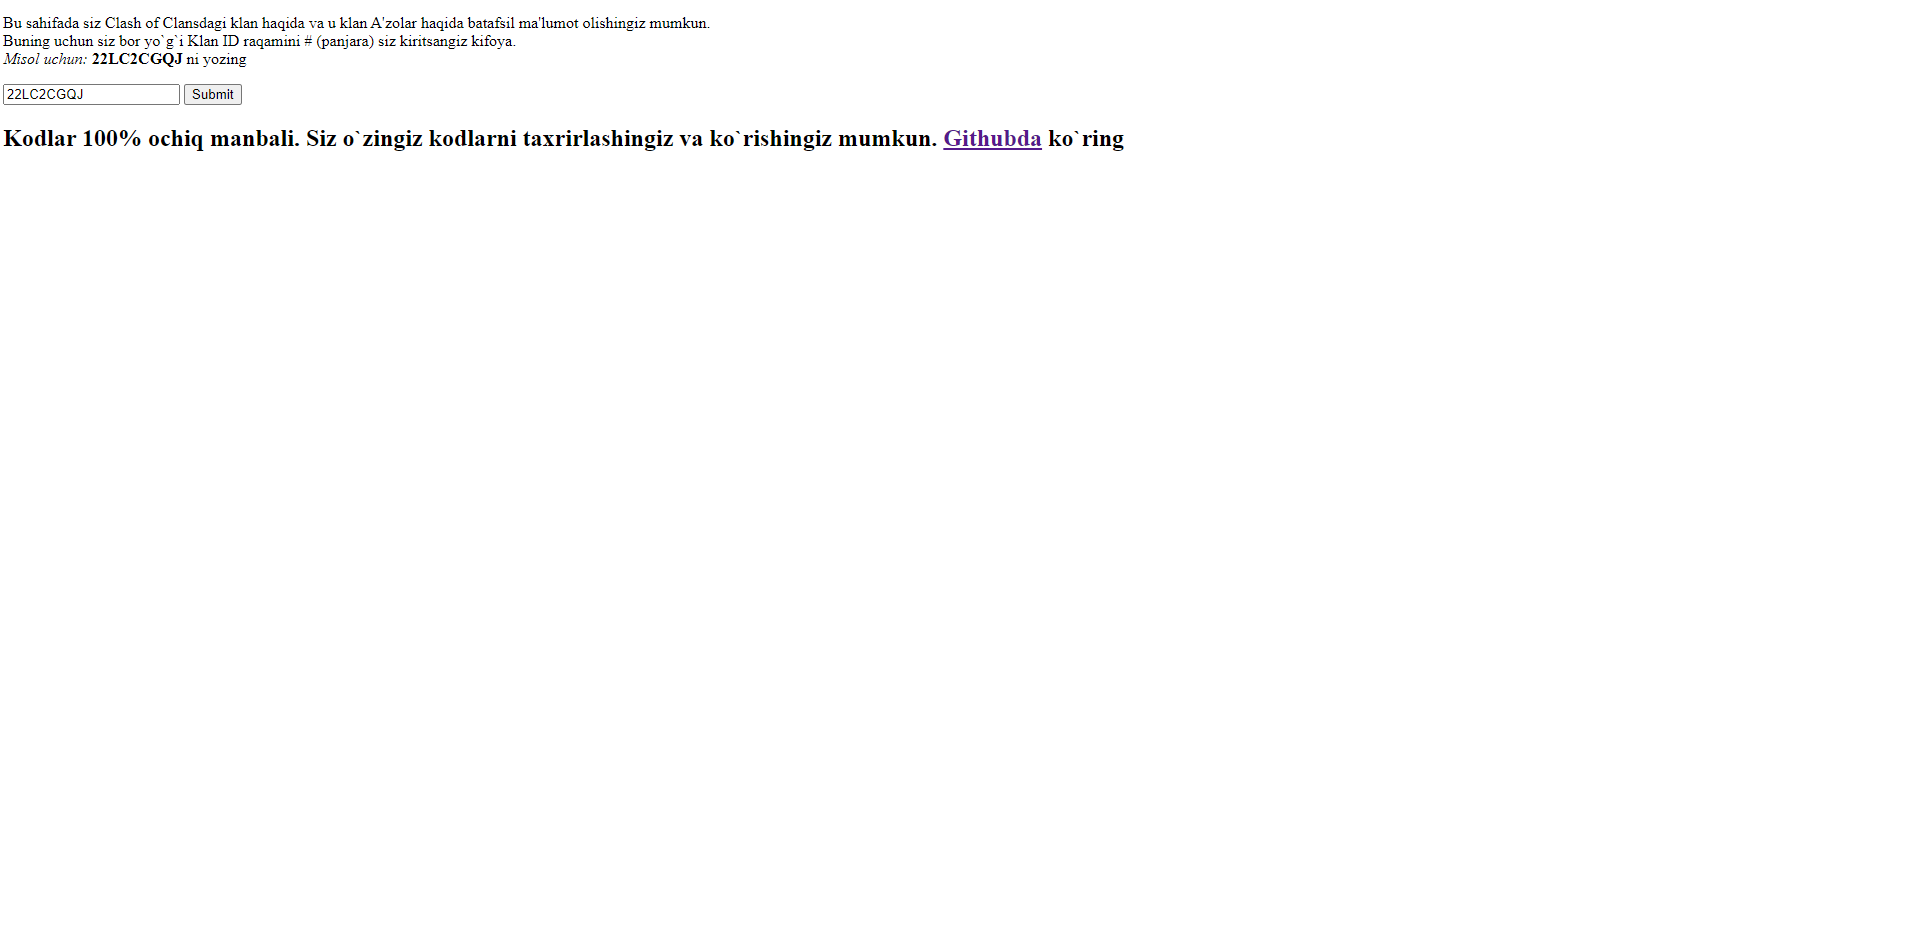 Bu sahifada siz Clash of Clansdagi klan haqida va u klan A'zolar haqida batafsil ma'lumot olishingiz mumkun.
Buning uchun siz bor yo`g`i Klan ID raqamini # (panjara) siz kiritsangiz kifoya.
Misol uchun: 22LC2CGQJ ni yozing
22LC2CGQJ Submit
Kodlar 100% ochiq manbali. Siz o`zingiz kodlarni taxrirlashingiz va ko`rishingiz mumkun. Githubda ko`ring